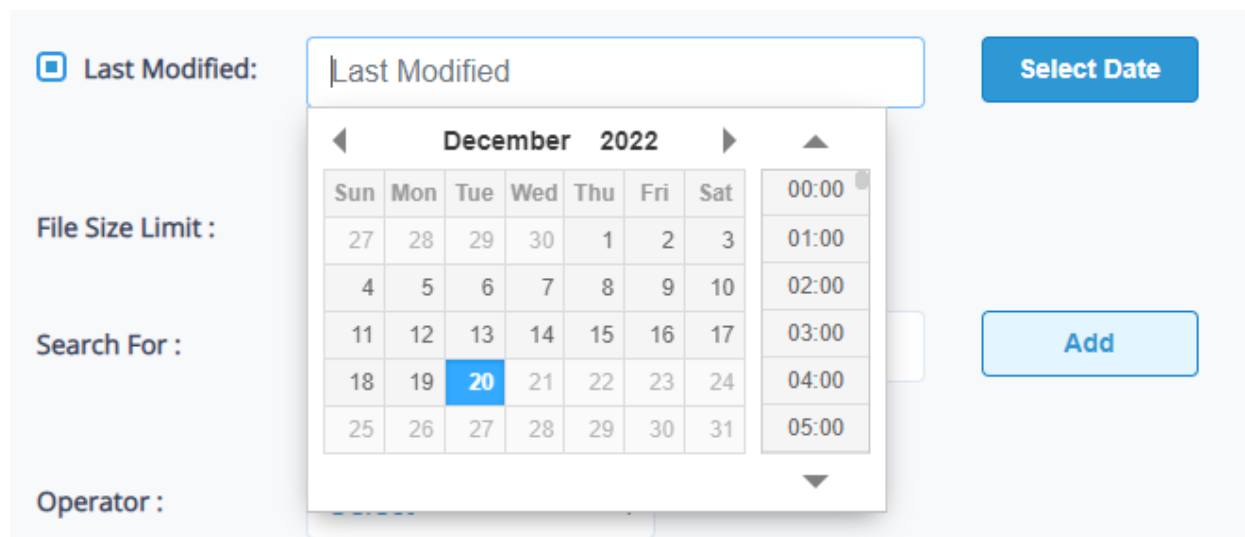 Last Modified: Last Modified Select Date
December 2022
Sun Mon Tue Wed Thu Fri Sat 00:00
27 28 29 30 1 2 3 01:00
4 5 6 7 8 9 10 02:00
11 12 13 14 15 16 17 03:00
18 19 20 21 22 23 24 04:00
25 26 27 28 29 30 31 05:00
File Size Limit :
Search For : Add
Operator :